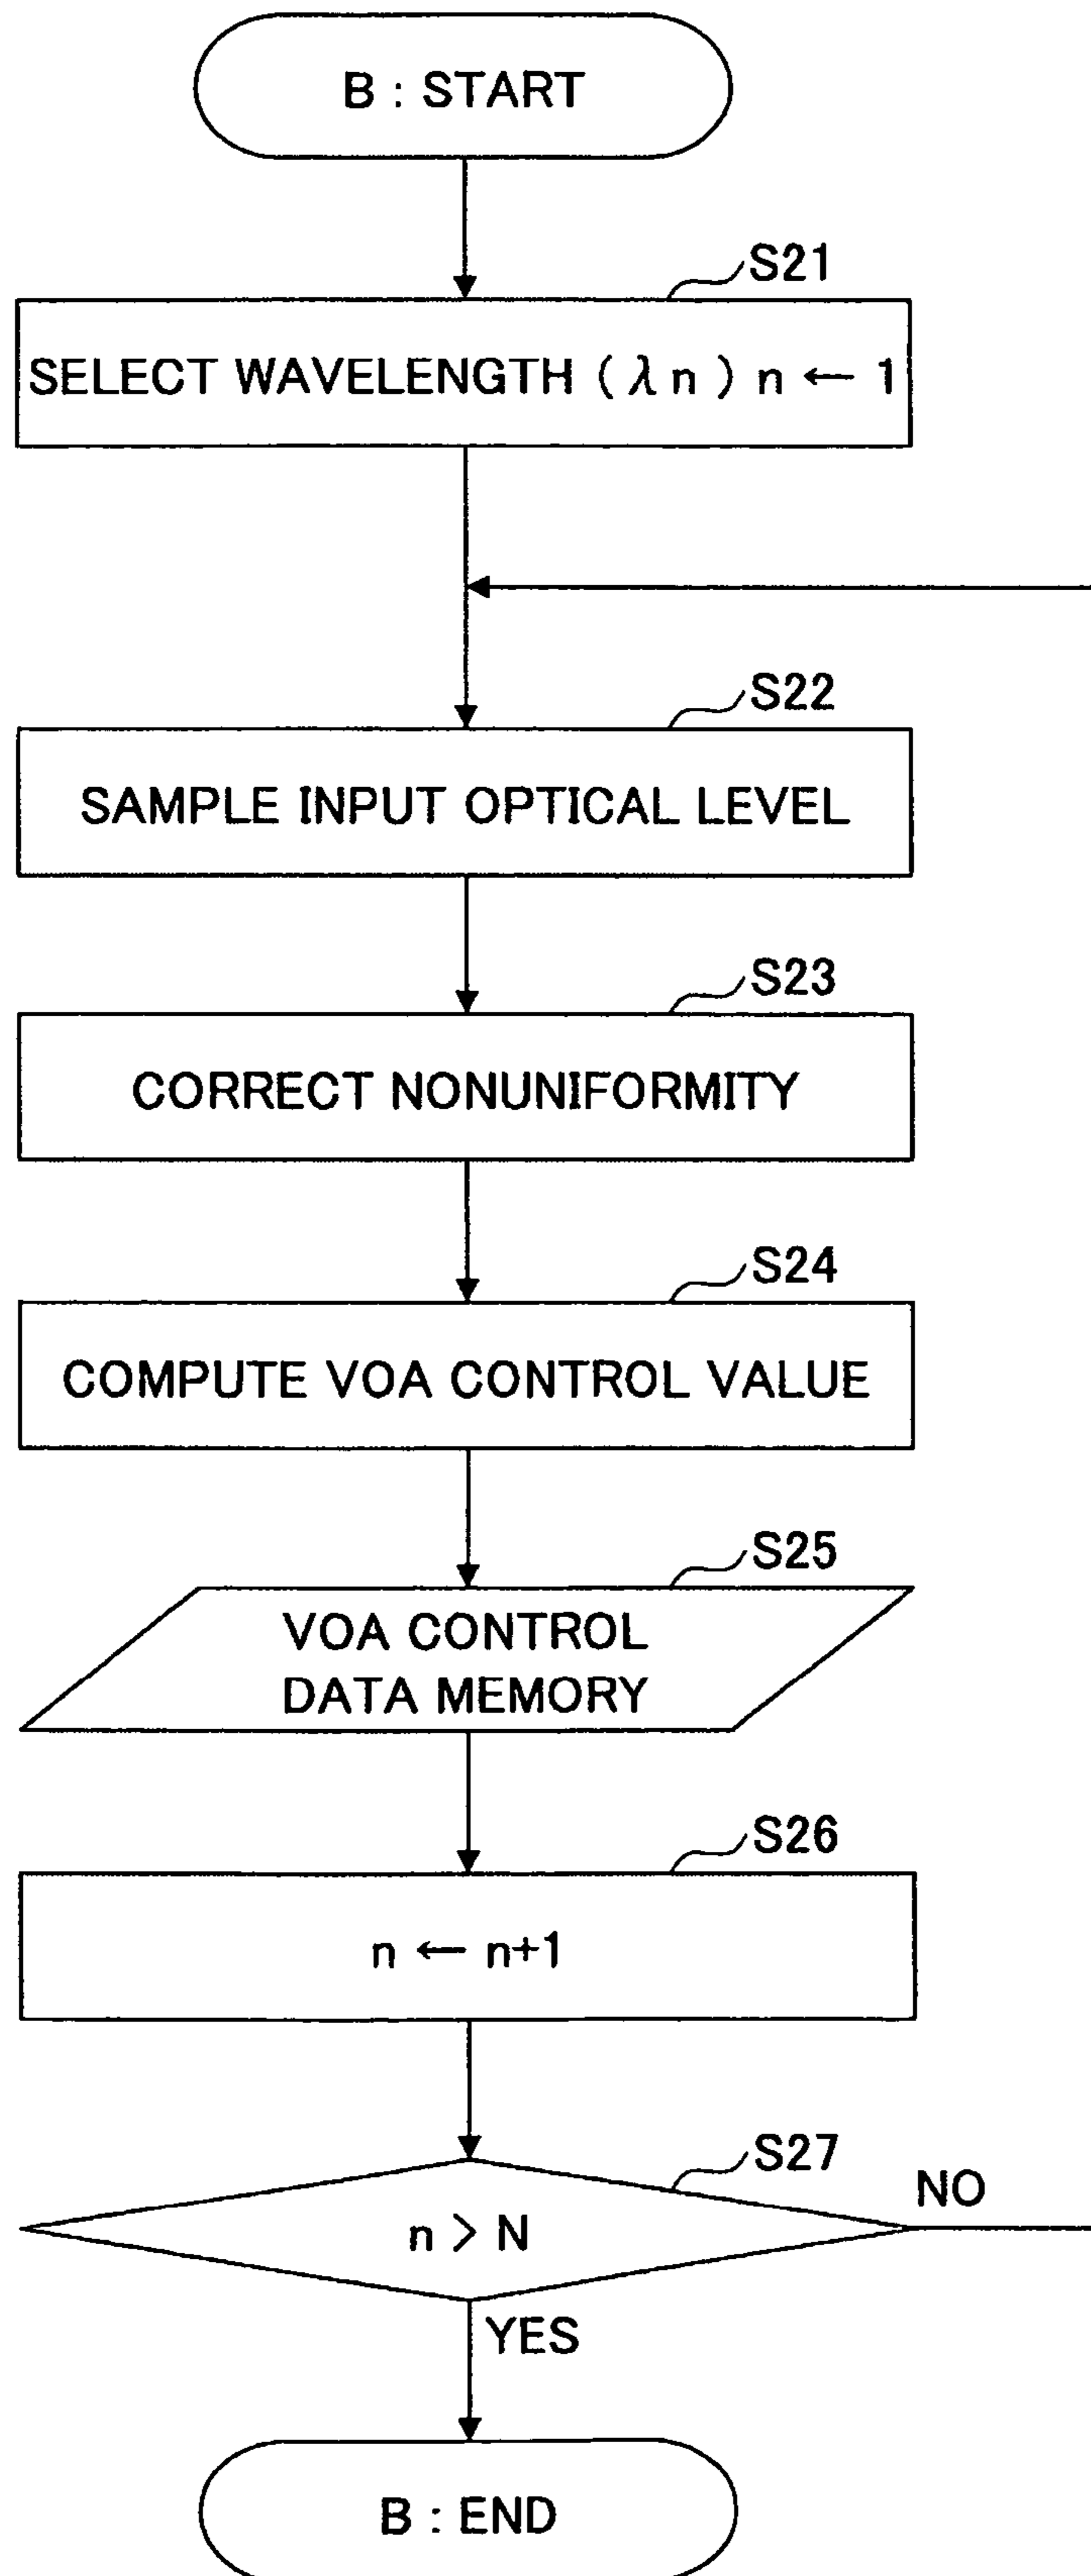 B : START
S21
SELECT WAVELENGTH ( λ n ) n ← 1
S22
SAMPLE INPUT OPTICAL LEVEL
S23
CORRECT NONUNIFORMITY
S24
COMPUTE VOA CONTROL VALUE
S25
VOA CONTROL
DATA MEMORY
S26
n ← n+1
S27
n > N
NO
YES
B : END